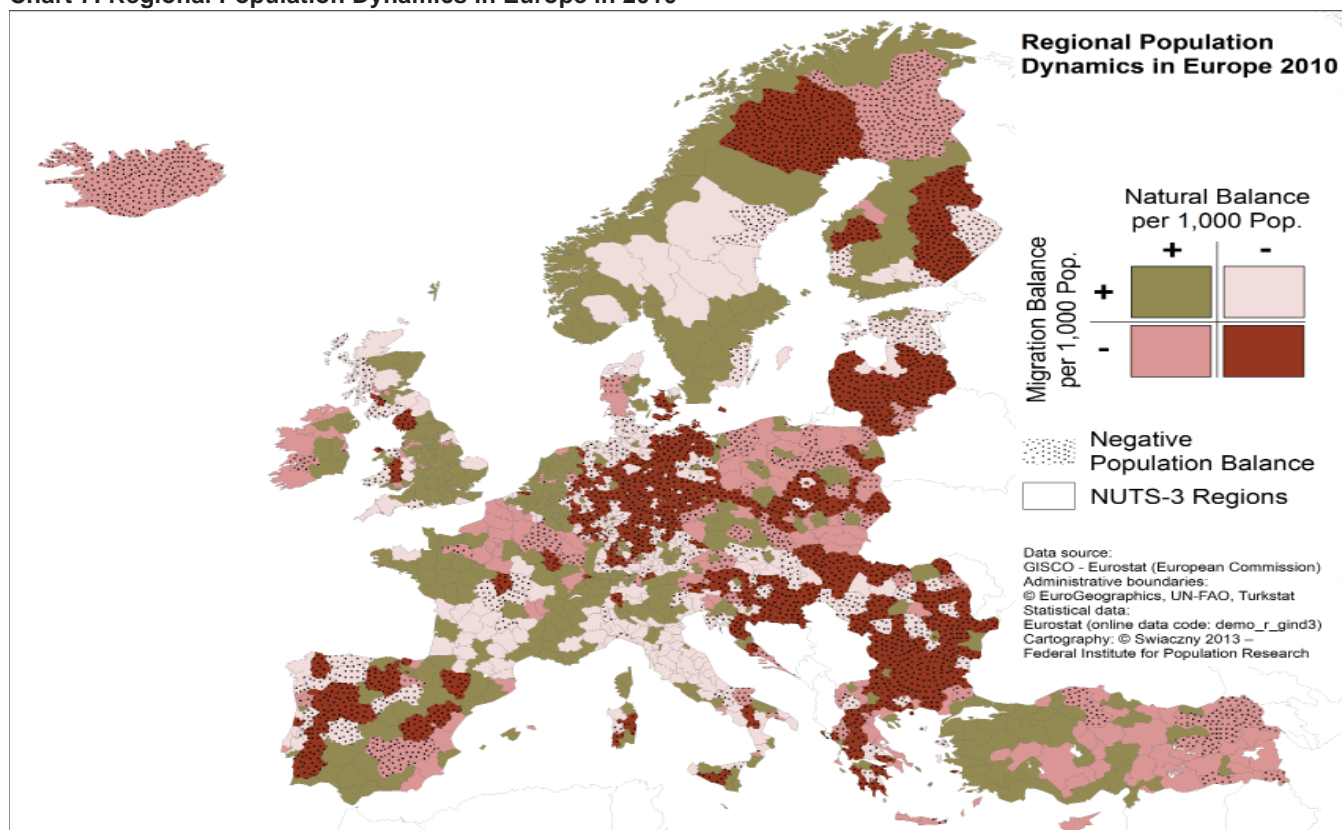 Regional Population
Dynamics in Europe 2010
Natural Balance
per 1,000 Pop.
+ -
Migration Balance
per 1,000 Pop.
+
-
Negative
Population Balance
NUTS-3 Regions
Data source:
GISCO - Eurostat (European Commission)
Administrative boundaries:
© EuroGeographics, UN-FAO, Turkstat
Statistical data:
Eurostat (online data code: demo_r_gind3)
Cartography: © Swiaczny 2013 –
Federal Institute for Population Research